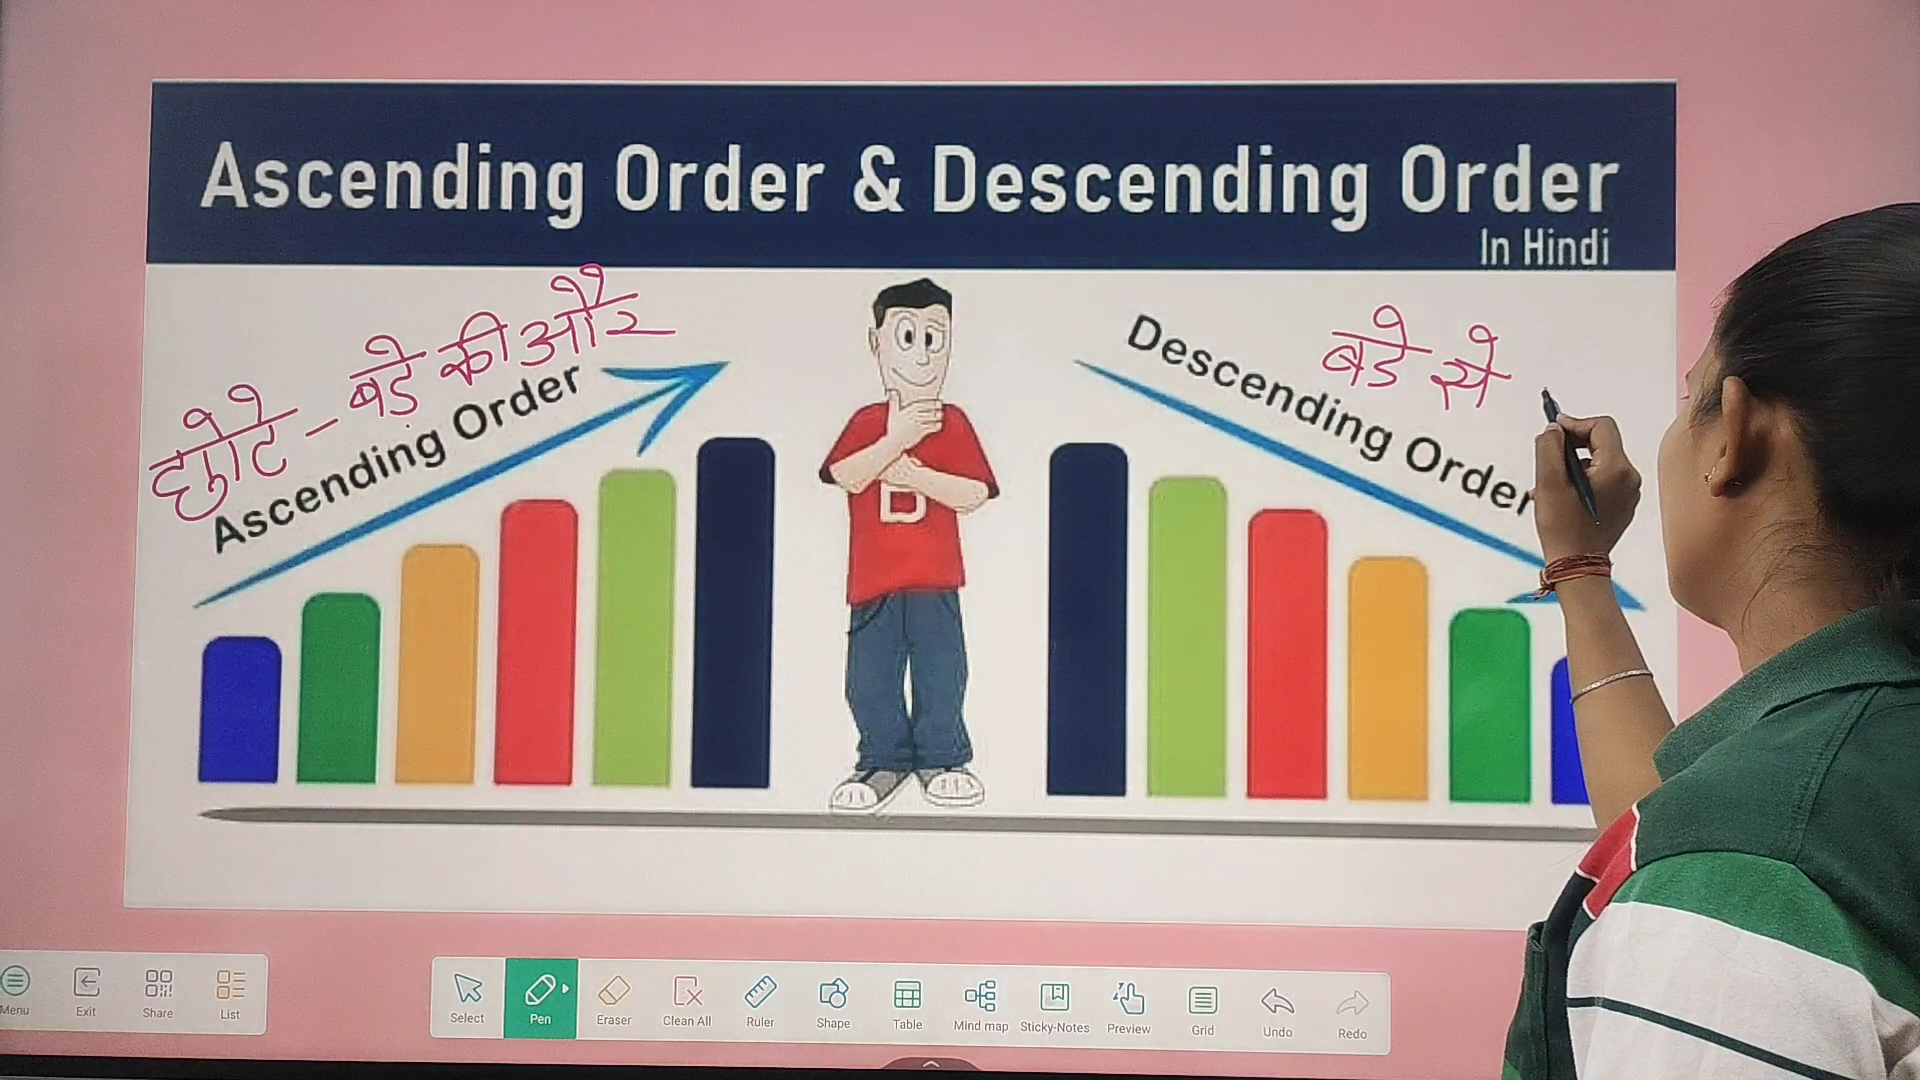 Ascending Order & Descending Order
In Hindi
छोटे - बड़े की ओर
Ascending Order
बडे से
Descending Order
B
Menu
Exit
Share
List
Select
Pen
Eraser
Clean All
Ruler
Shape
Table
Mind map
Sticky-Notes
Preview
Grid
Undo
Redo